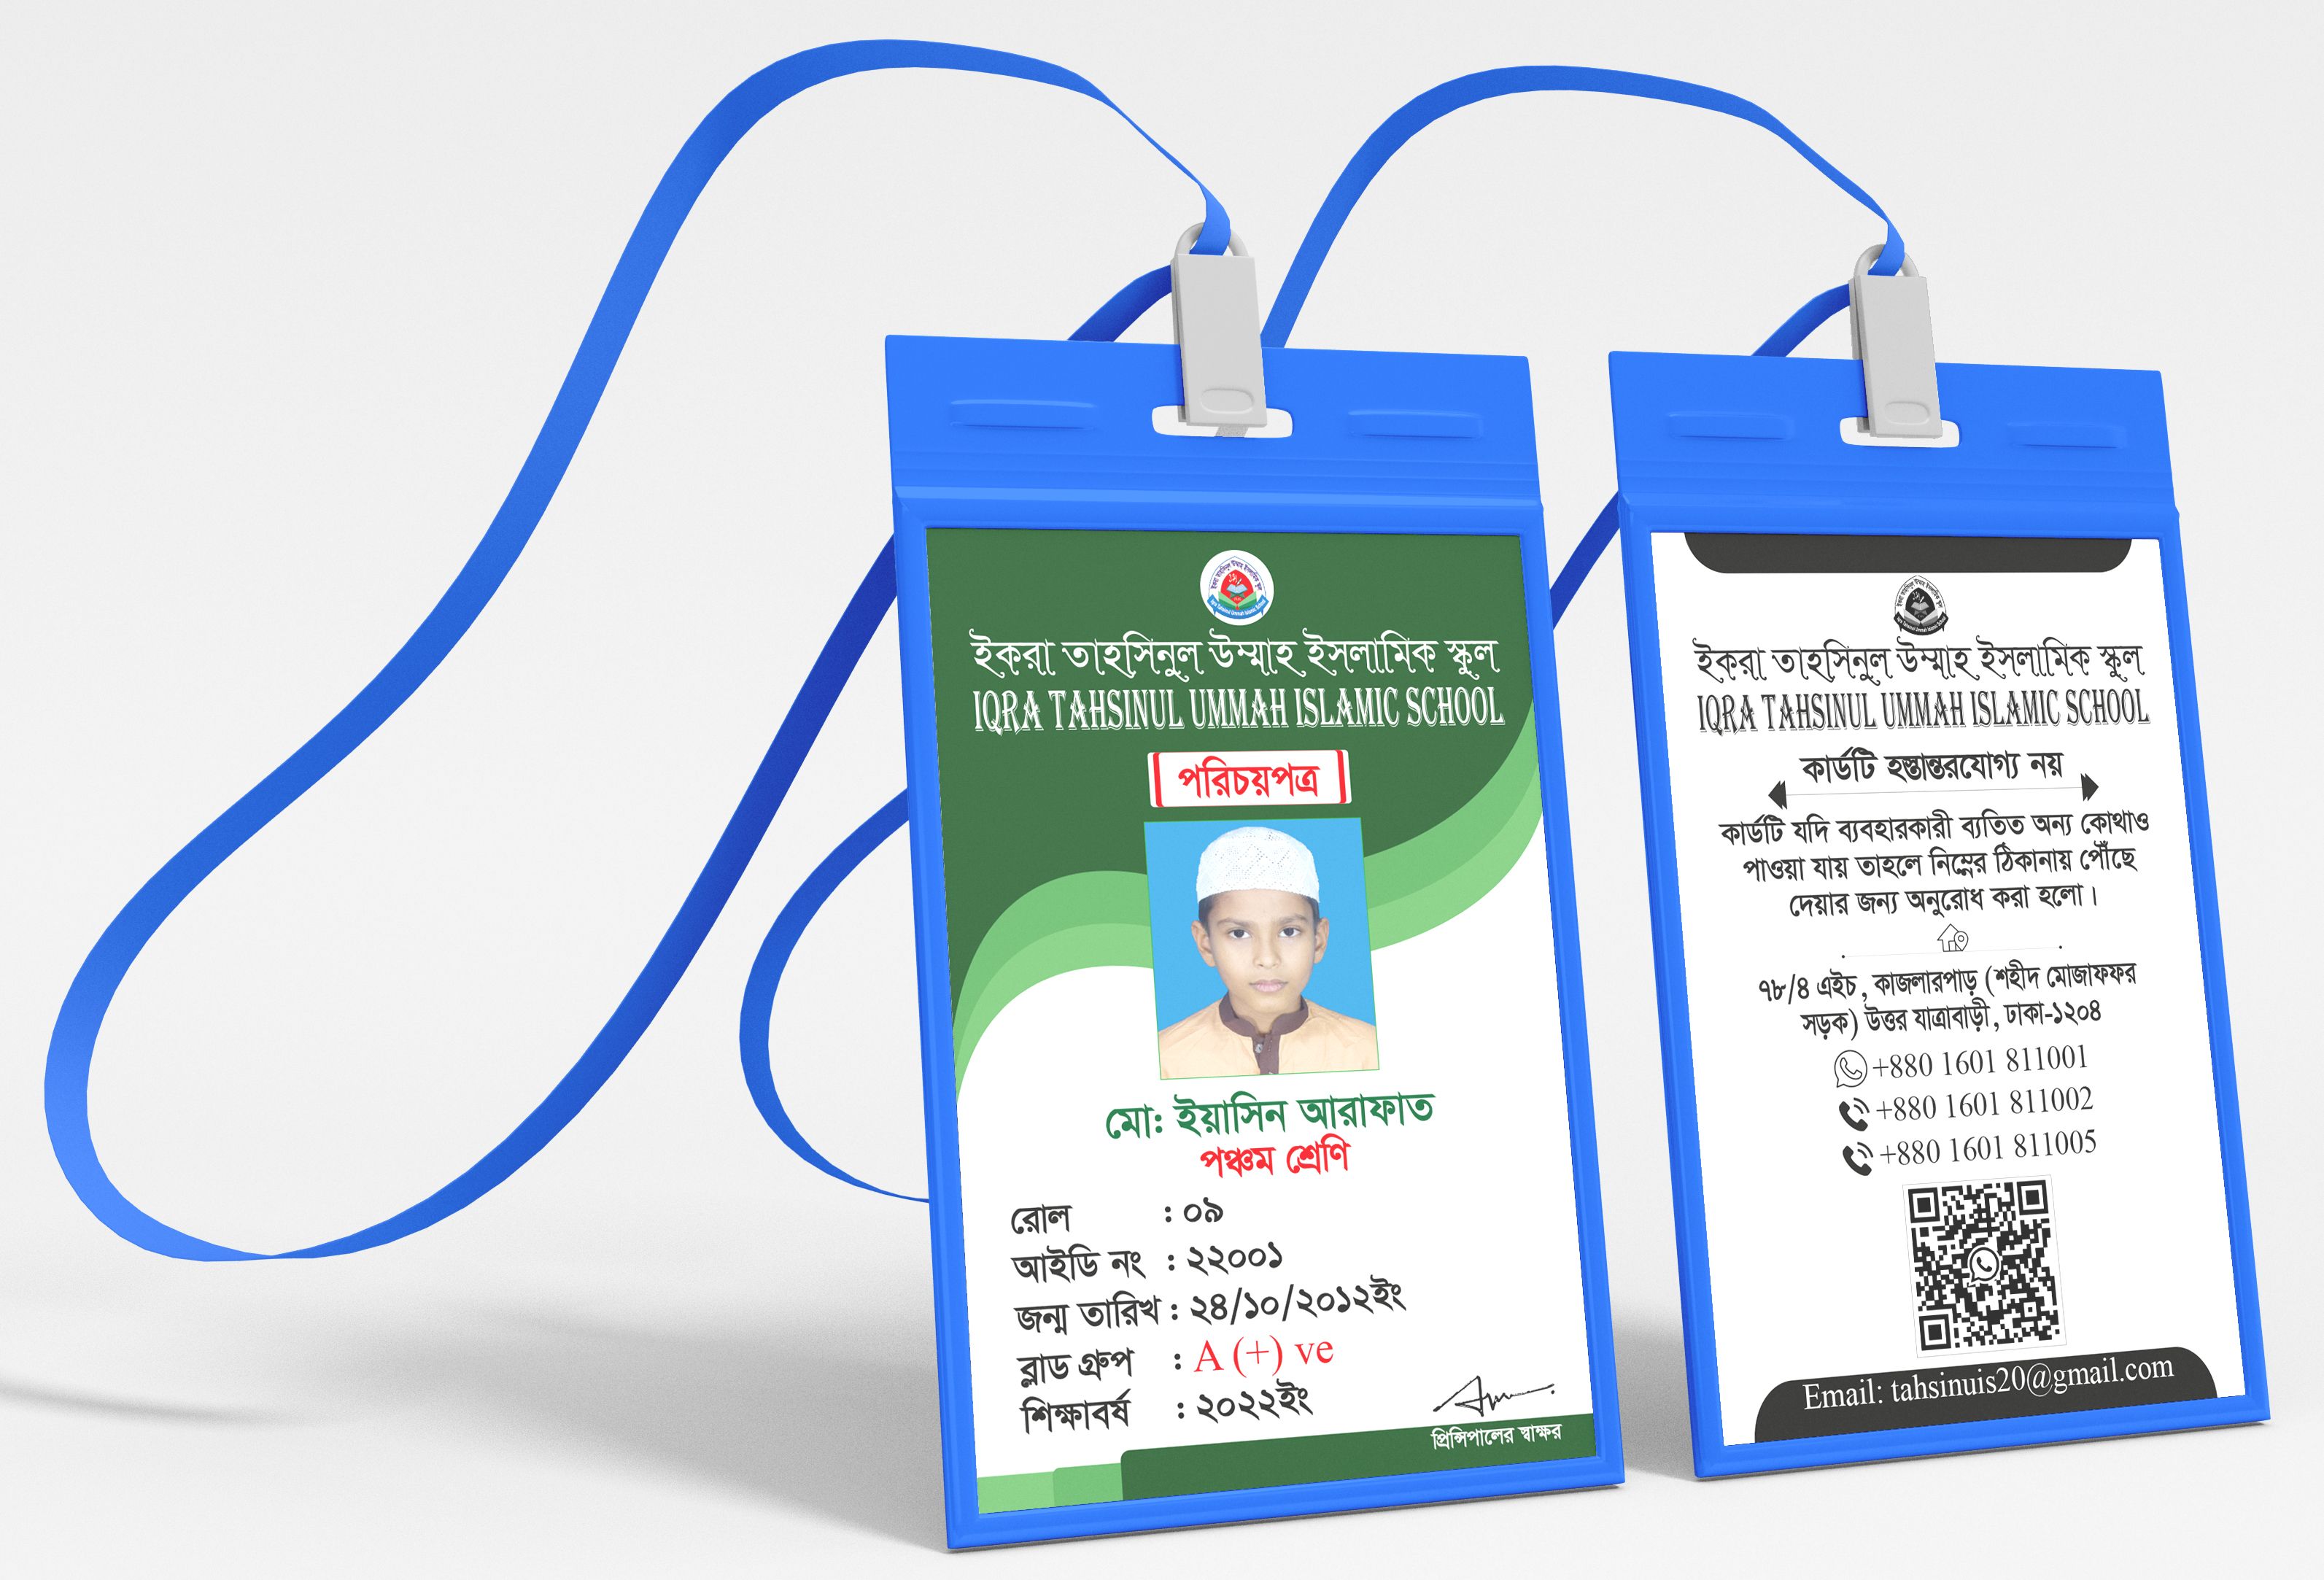 ইকরা তাহসিনুল উম্মাহ ইসলামিক স্কুল
IQRA TAHSINUL UMMAH ISLAMIC SCHOOL
পরিচয়পত্র
মো: ইয়াসিন আরাফাত
পঞ্চম শ্রেণি
রোল : ০৯
আইডি নং : ২২০০১
জন্ম তারিখ : ২৪/১০/২০১২ইং
ব্লাড গ্রুপ : A (+) ve
শিক্ষাবর্ষ : ২০২২ইং
প্রিন্সিপালের স্বাক্ষর
ইকরা তাহসিনুল উম্মাহ ইসলামিক স্কুল
IQRA TAHSINUL UMMAH ISLAMIC SCHOOL
কার্ডটি হস্তান্তরযোগ্য নয়
কার্ডটি যদি ব্যবহারকারী ব্যতিত অন্য কোথাও
পাওয়া যায় তাহলে নিম্নের ঠিকানায় পৌঁছে
দেয়ার জন্য অনুরোধ করা হলো।
৭৮/৪ এইচ, কাজলারপাড় (শহীদ মোজাফফর
সড়ক) উত্তর যাত্রাবাড়ী, ঢাকা-১২০৪
+880 1601 811001
+880 1601 811002
+880 1601 811005
Email: tahsinuis20@gmail.com